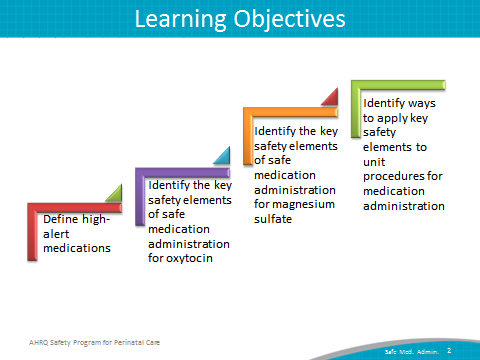 Learning Objectives
Define high-
alert
medications
Identify the key
safety elements
of safe
medication
administration
for oxytocin
Identify the key
safety elements
of safe
medication
administration
for magnesium
sulfate
Identify ways
to apply key
safety
elements to
unit
procedures for
medication
administration
AHRQ Safety Program for Perinatal Care
Safe Med. Admin. 2